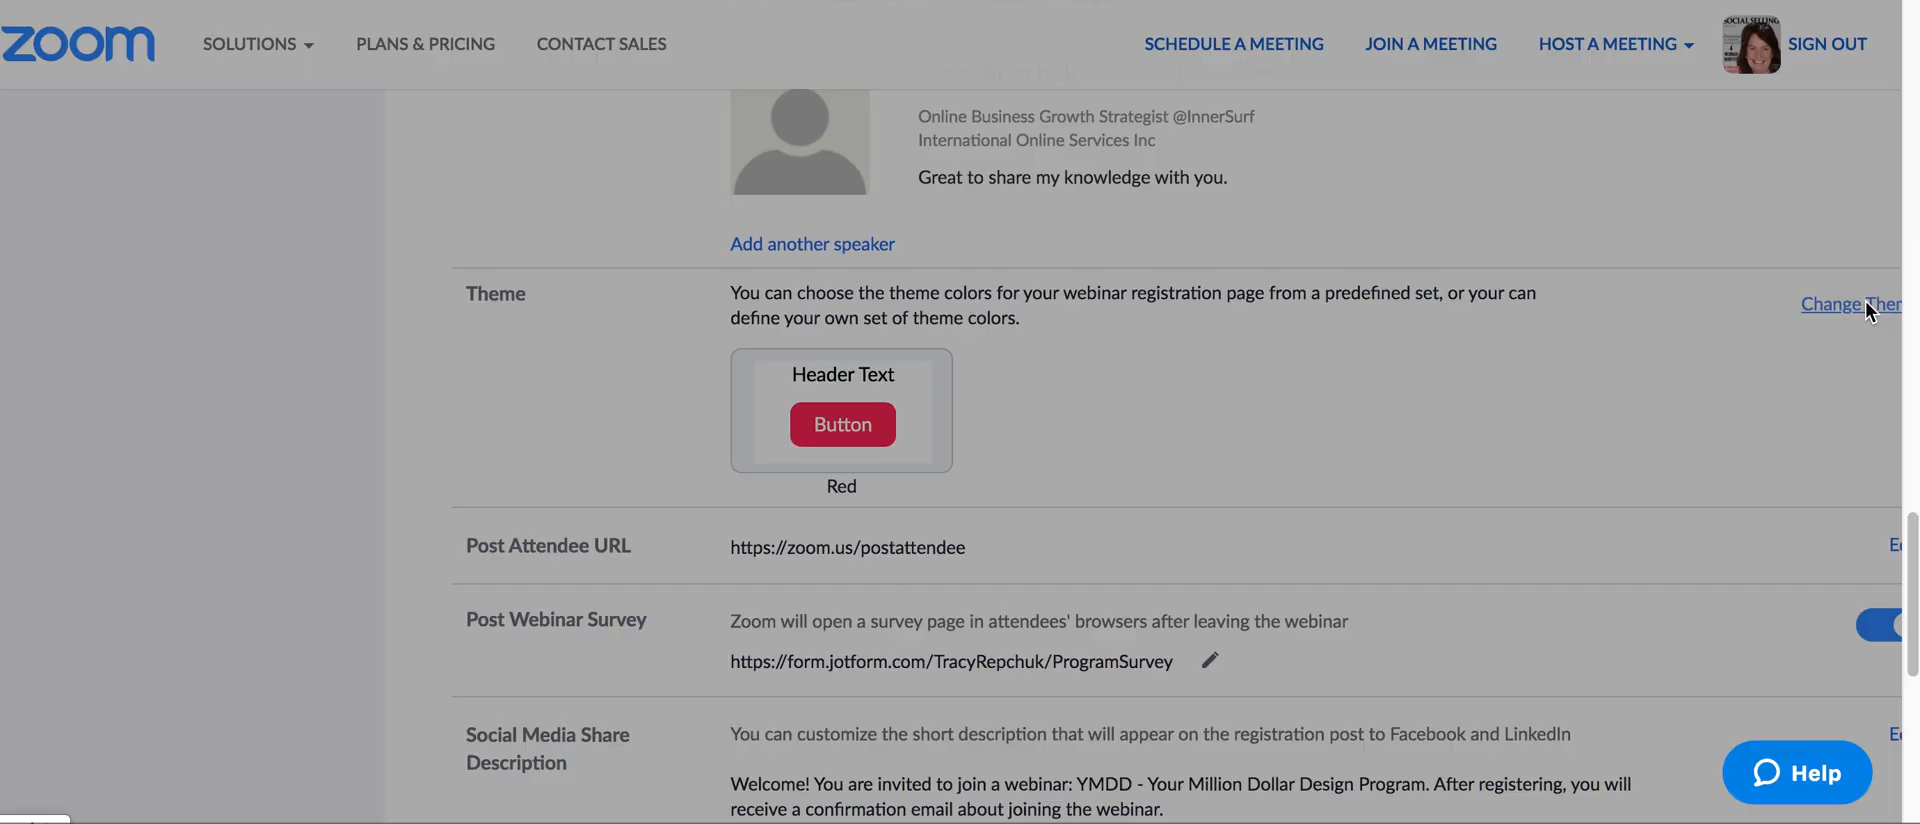 zoom
SOLUTIONS
PLANS & PRICING
CONTACT SALES
SCHEDULE A MEETING
JOIN A MEETING
HOST A MEETING
SOCIAL SELLING
SIGN OUT
Online Business Growth Strategist @InnerSurf
International Online Services Inc
Great to share my knowledge with you.
Add another speaker
Theme
You can choose the theme colors for your webinar registration page from a predefined set, or your can
define your own set of theme colors.
Change Them
Header Text
Button
Red
Post Attendee URL
https://zoom.us/postattendee
Post Webinar Survey
Zoom will open a survey page in attendees' browsers after leaving the webinar
https://form.jotform.com/TracyRepchuk/ProgramSurvey
Social Media Share
Description
You can customize the short description that will appear on the registration post to Facebook and LinkedIn
Welcome! You are invited to join a webinar: YMDD - Your Million Dollar Design Program. After registering, you will
receive a confirmation email about joining the webinar.
Help